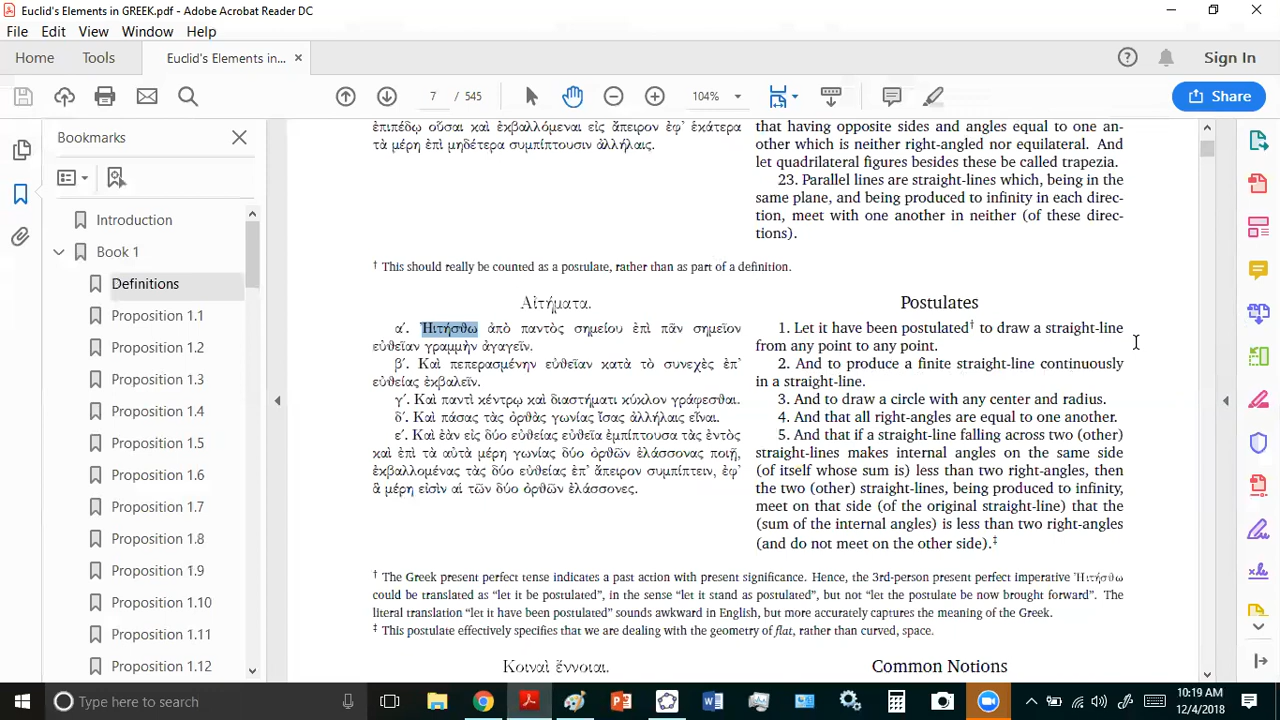 Euclid's Elements in GREEK.pdf - Adobe Acrobat Reader DC
File Edit View Window Help
Home Tools Euclid's Elements in... Sign In
7 / 545 104% Share
Bookmarks
Introduction
Book 1
Definitions
Proposition 1.1
Proposition 1.2
Proposition 1.3
Proposition 1.4
Proposition 1.5
Proposition 1.6
Proposition 1.7
Proposition 1.8
Proposition 1.9
Proposition 1.10
Proposition 1.11
Proposition 1.12
ἐπιπέδῳ οὖσαι καὶ ἐκβαλλόμεναι εἰς ἄπειρον ἐφ᾿ ἑκάτερα
τὰ μέρη ἐπὶ μηδέτερα συμπίπτουσιν ἀλλήλαις.
that having opposite sides and angles equal to one an-
other which is neither right-angled nor equilateral. And
let quadrilateral figures besides these be called trapezia.
23. Parallel lines are straight-lines which, being in the
same plane, and being produced to infinity in each direc-
tion, meet with one another in neither (of these direc-
tions).
† This should really be counted as a postulate, rather than as part of a definition.
Αἰτήματα.
αʹ. ᾿Ηιτήσθω ἀπὸ παντὸς σημείου ἐπὶ πᾶν σημεῖον
εὐθεῖαν γραμμὴν ἀγαγεῖν.
βʹ. Καὶ πεπερασμένην εὐθεῖαν κατὰ τὸ συνεχὲς ἐπ᾿
εὐθείας ἐκβαλεῖν.
γʹ. Καὶ παντὶ κέντρῳ καὶ διαστήματι κύκλον γράφεσθαι.
δʹ. Καὶ πάσας τὰς ὀρθὰς γωνίας ἴσας ἀλλήλαις εἶναι.
εʹ. Καὶ ἐὰν εἰς δύο εὐθείας εὐθεῖα ἐμπίπτουσα τὰς ἐντὸς
καὶ ἐπὶ τὰ αὐτὰ μέρη γωνίας δύο ὀρθῶν ἐλάσσονας ποιῇ,
ἐκβαλλομένας τὰς δύο εὐθείας ἐπ᾿ ἄπειρον συμπίπτειν, ἐφ᾿
ἃ μέρη εἰσὶν αἱ τῶν δύο ὀρθῶν ἐλάσσονες.
Postulates
1. Let it have been postulated† to draw a straight-line
from any point to any point.
2. And to produce a finite straight-line continuously
in a straight-line.
3. And to draw a circle with any center and radius.
4. And that all right-angles are equal to one another.
5. And that if a straight-line falling across two (other)
straight-lines makes internal angles on the same side
(of itself whose sum is) less than two right-angles, then
the two (other) straight-lines, being produced to infinity,
meet on that side (of the original straight-line) that the
(sum of the internal angles) is less than two right-angles
(and do not meet on the other side).‡
† The Greek present perfect tense indicates a past action with present significance. Hence, the 3rd-person present perfect imperative ᾿Ηιτήσθω
could be translated as “let it be postulated”, in the sense “let it stand as postulated”, but not “let the postulate be now brought forward”. The
literal translation “let it have been postulated” sounds awkward in English, but more accurately captures the meaning of the Greek.
‡ This postulate effectively specifies that we are dealing with the geometry of flat, rather than curved, space.
Κοιναὶ ἔννοιαι.
Common Notions
Type here to search
10:19 AM
12/4/2018